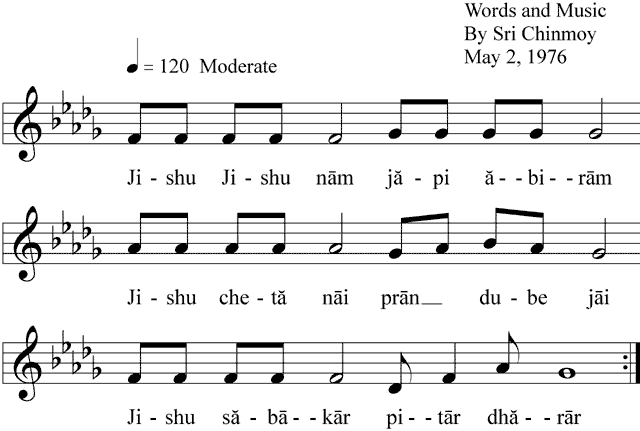 Words and Music
By Sri Chinmoy
May 2, 1976
= 120 Moderate
Ji - shu Ji - shu nām jă - pi ă - - bi - - rām
Ji - shu che - tă nāi prān__ du - be jāi
Ji - shu să - - bā - - kār pi - - tār dhă - - rār